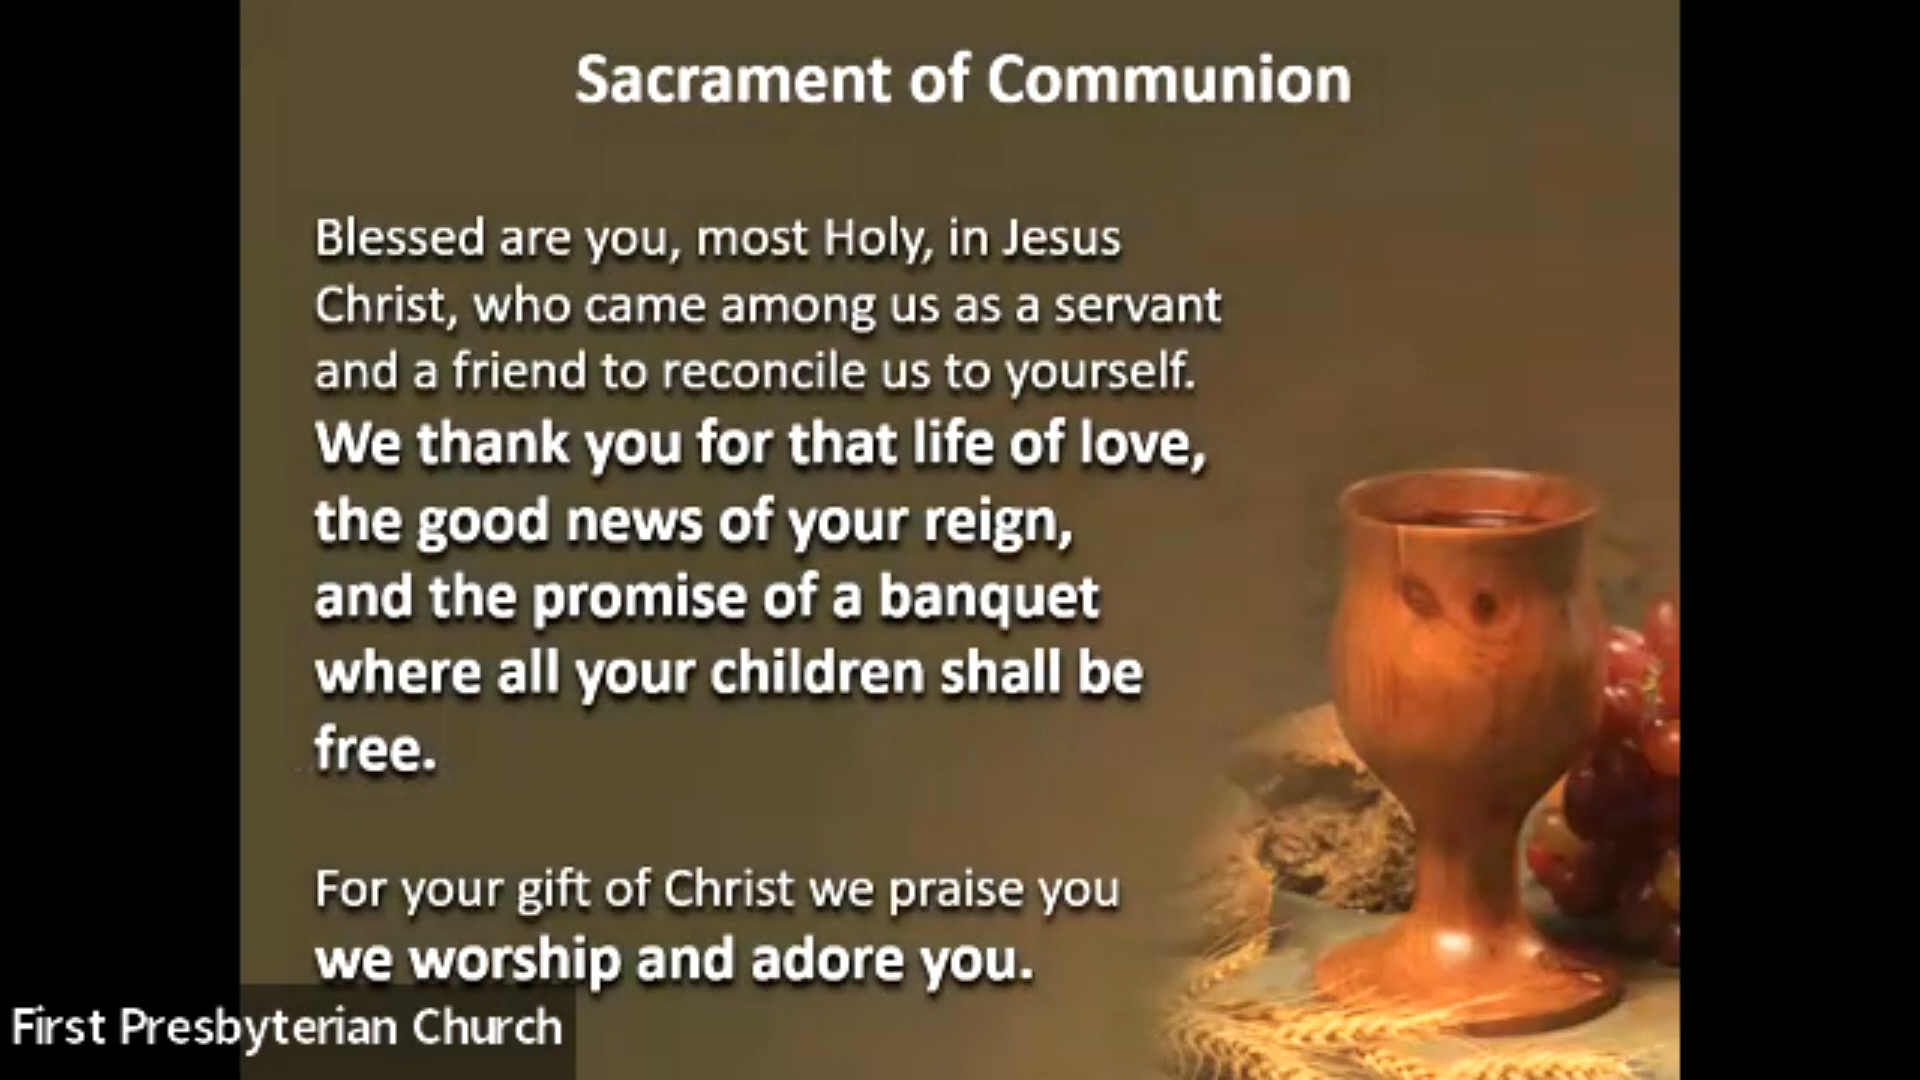 Sacrament of Communion
Blessed are you, most Holy, in Jesus
Christ, who came among us as a servant
and a friend to reconcile us to yourself.
We thank you for that life of love,
the good news of your reign,
and the promise of a banquet
where all your children shall be
free.
For your gift of Christ we praise you
we worship and adore you.
First Presbyterian Church